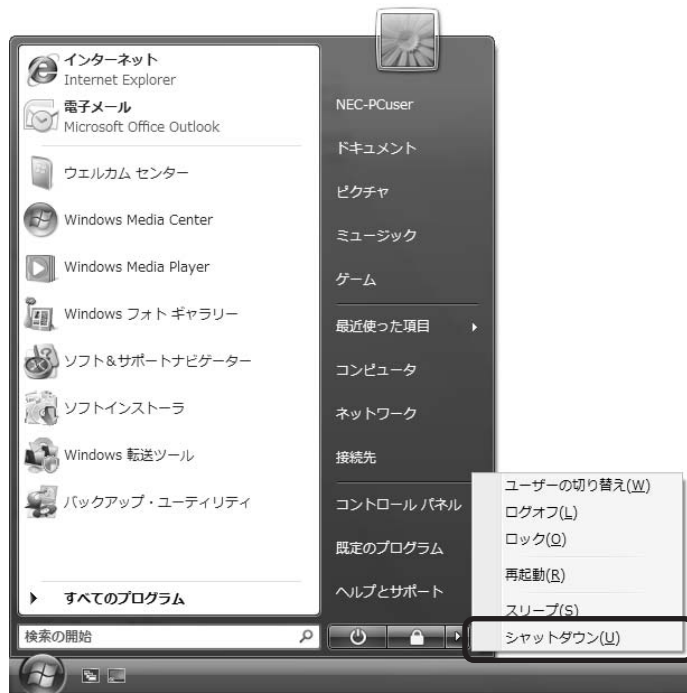 インターネット
Internet Explorer
電子メール
Microsoft Office Outlook
ウエルカム センター
Windows Media Center
Windows Media Player
Windows フォト ギャラリー
ソフト&サポートナビゲーター
ソフトインストーラ
Windows 転送ツール
バックアップ・ユーティリティ
すべてのプログラム
検索の開始
NEC-PCuser
ドキュメント
ピクチャ
ミュージック
ゲーム
最近使った項目
コンピュータ
ネットワーク
接続先
コントロール パネル
既定のプログラム
ヘルプとサポート
ユーザーの切り替え(W)
ログオフ(L)
ロック(O)
再起動(R)
スリープ(S)
シャットダウン(U)